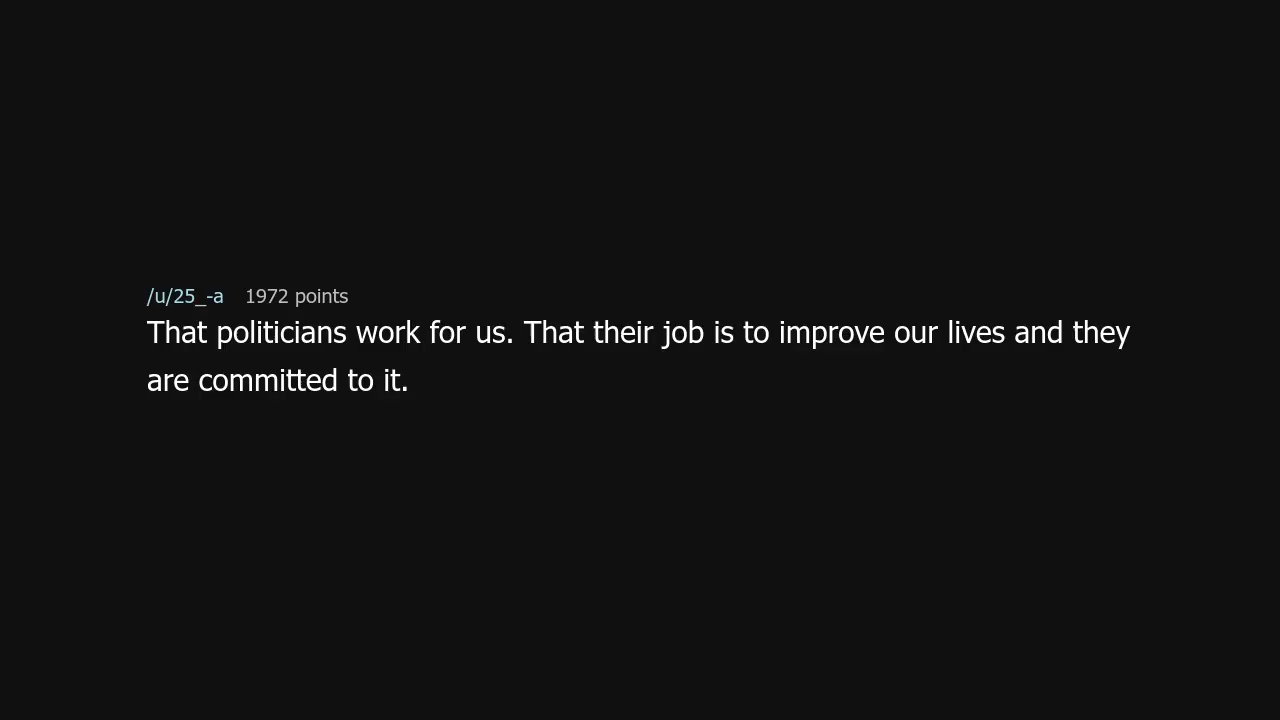 /u/25_-a 1972 points
That politicians work for us. That their job is to improve our lives and they
are committed to it.